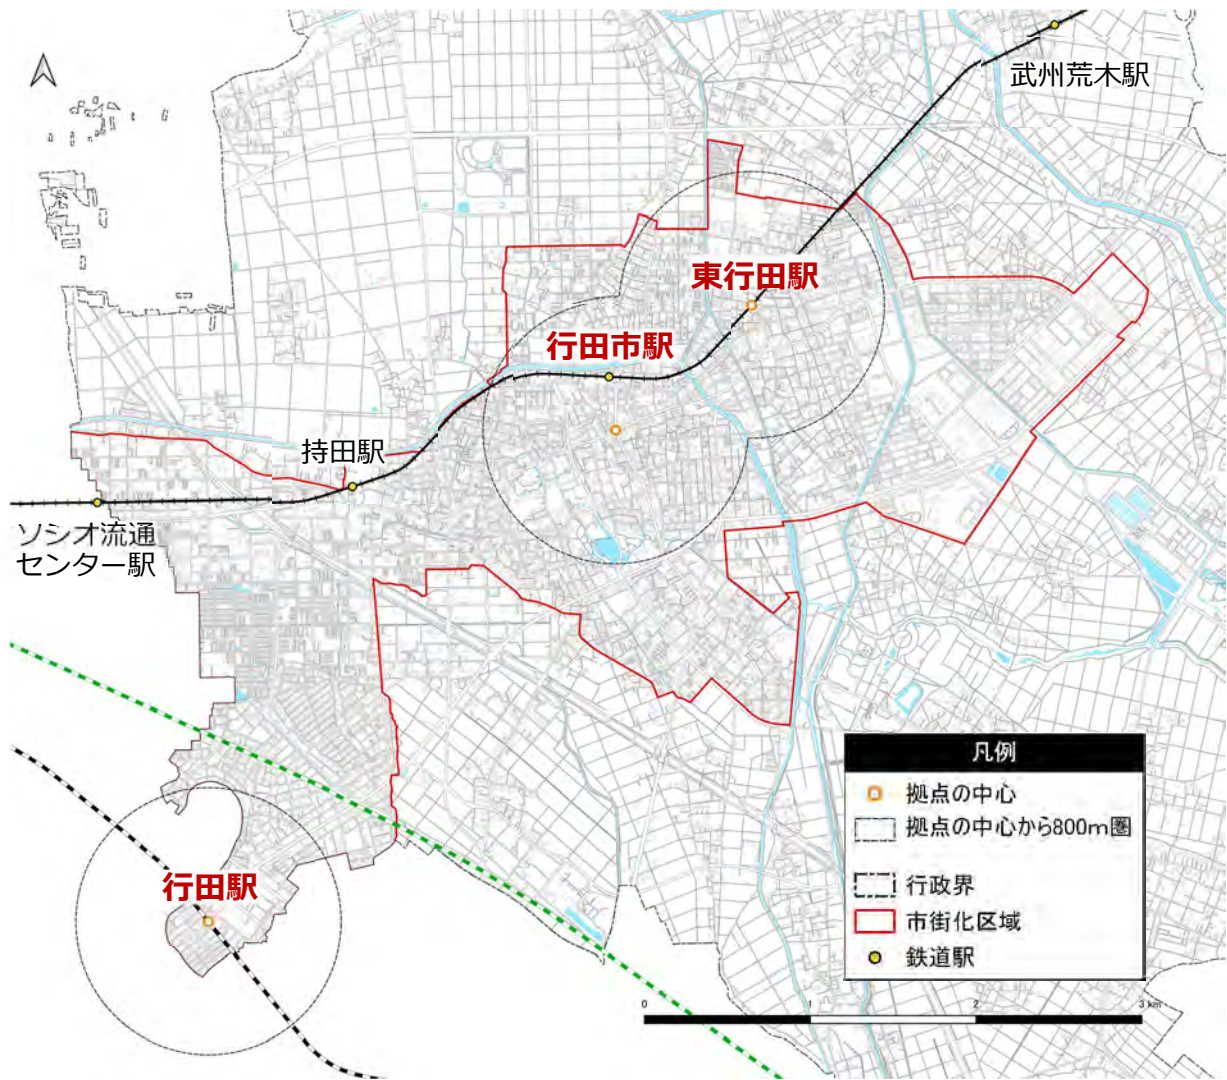 武州荒木駅
東行田駅
行田市駅
持田駅
ソシオ流通
センター駅
行田駅
凡例
拠点の中心
拠点の中心から800m圏
行政界
市街化区域
鉄道駅
0 1 2 3 km